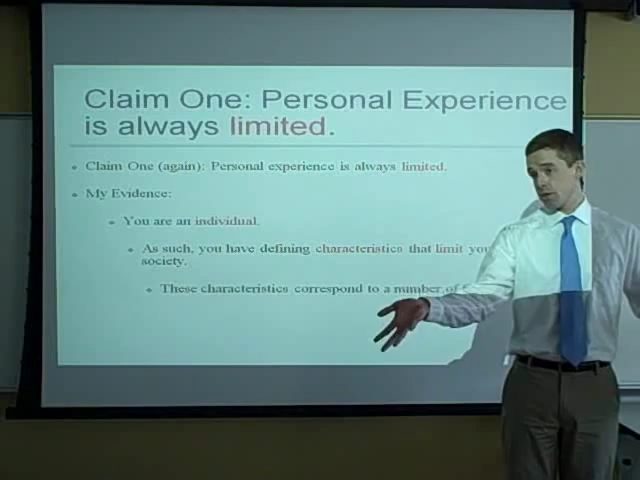 Claim One: Personal Experience
is always limited.
Claim One (again): Personal experience is always limited.
My Evidence:
You are an individual.
As such, you have defining characteristics that limit you
society.
These characteristics correspond to a number of